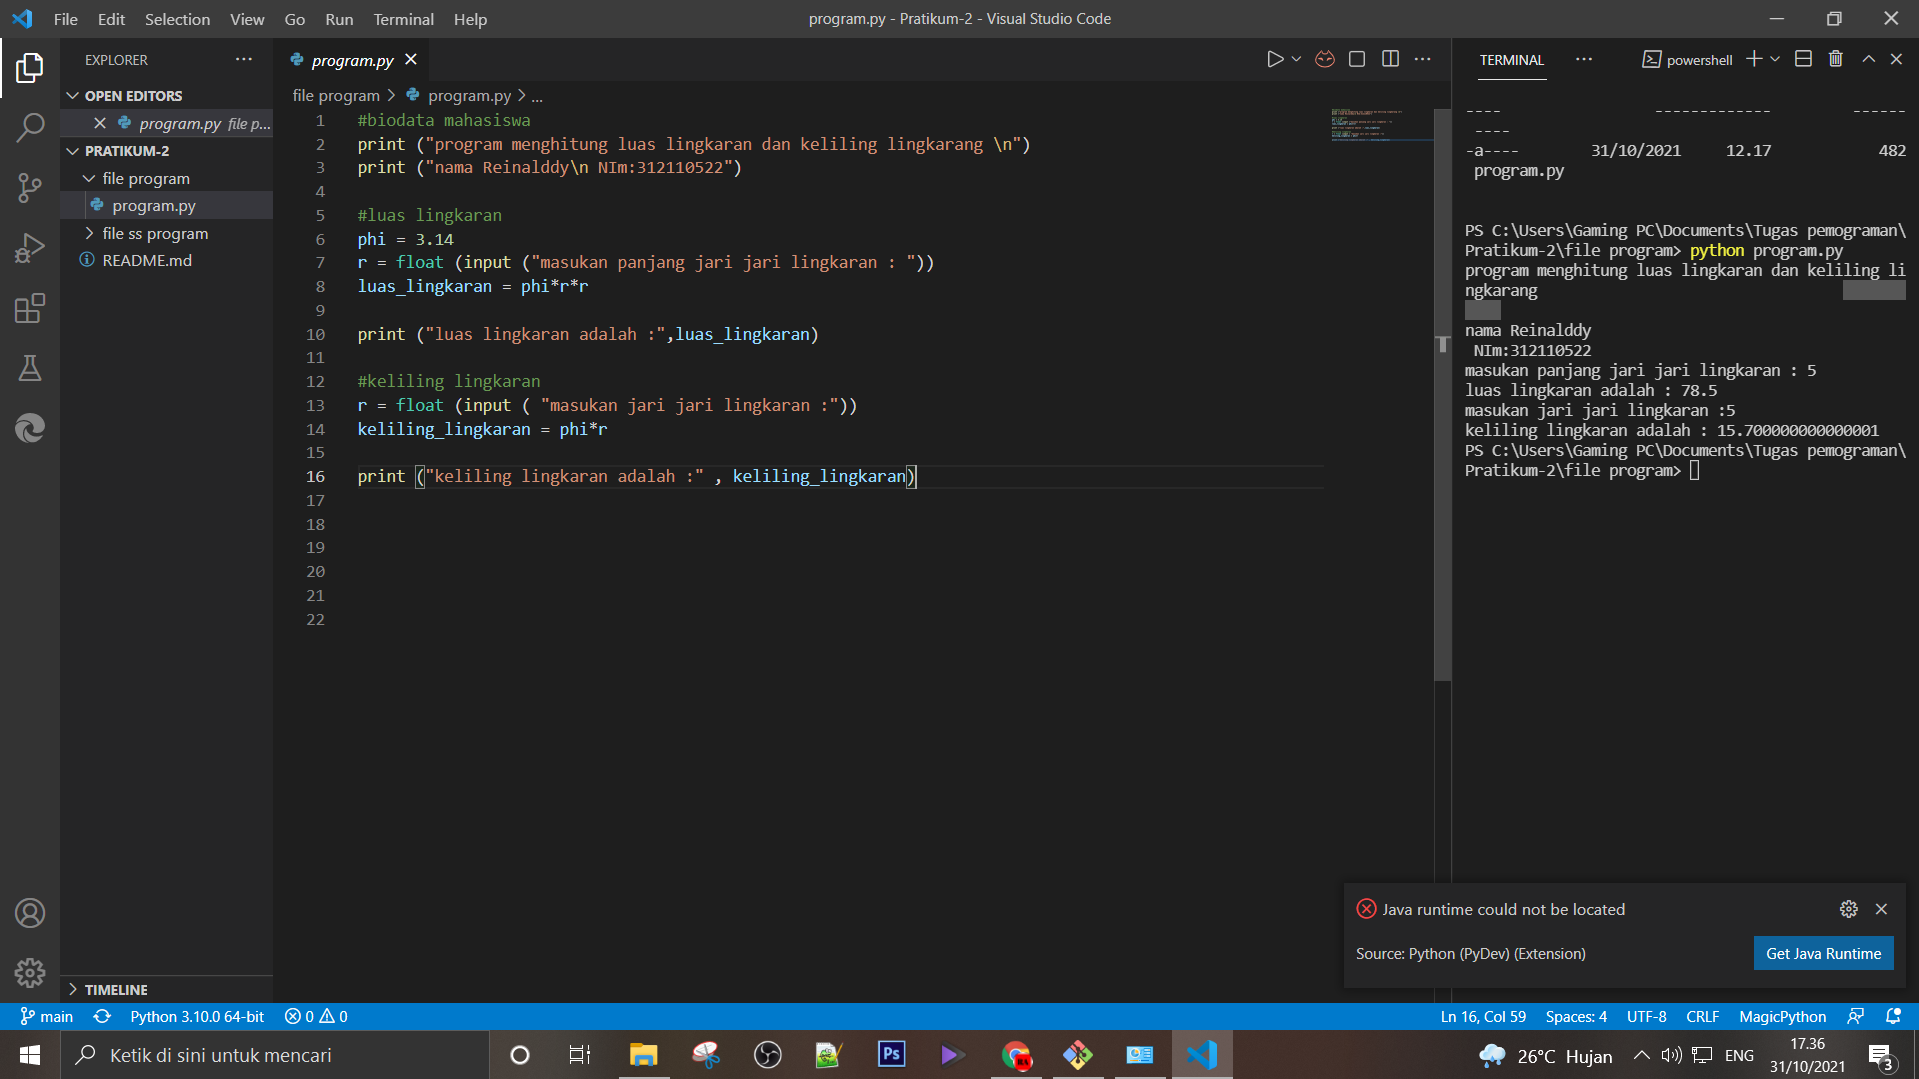 File Edit Selection View Go Run Terminal Help
program.py - Pratikum-2 - Visual Studio Code
EXPLORER
OPEN EDITORS
program.py file p...
PRATIKUM-2
file program
program.py
file ss program
README.md
TIMELINE
program.py
file program > program.py > ...
1 #biodata mahasiswa
2 print ("program menghitung luas lingkaran dan keliling lingkarang \n")
3 print ("nama Reinalddy\n NIm:312110522")
4
5 #luas lingkaran
6 phi = 3.14
7 r = float (input ("masukan panjang jari jari lingkaran : "))
8 luas_lingkaran = phi*r*r
9
10 print ("luas lingkaran adalah :",luas_lingkaran)
11
12 #keliling lingkaran
13 r = float (input ( "masukan jari jari lingkaran :"))
14 keliling_lingkaran = phi*r
15
16 print ("keliling lingkaran adalah :" , keliling_lingkaran)
17
18
19
20
21
22
TERMINAL
powershell
---- ------------- ------
----
-a---- 31/10/2021 12.17 482
program.py
PS C:\Users\Gaming PC\Documents\Tugas pemograman\
Pratikum-2\file program> python program.py
program menghitung luas lingkaran dan keliling li
ngkarang
nama Reinalddy
NIm:312110522
masukan panjang jari jari lingkaran : 5
luas lingkaran adalah : 78.5
masukan jari jari lingkaran :5
keliling lingkaran adalah : 15.700000000000001
PS C:\Users\Gaming PC\Documents\Tugas pemograman\
Pratikum-2\file program>
Java runtime could not be located
Source: Python (PyDev) (Extension)
Get Java Runtime
main Python 3.10.0 64-bit 0 0
Ln 16, Col 59 Spaces: 4 UTF-8 CRLF MagicPython
Ketik di sini untuk mencari
Ps
26°C Hujan
ENG
17.36
31/10/2021
3